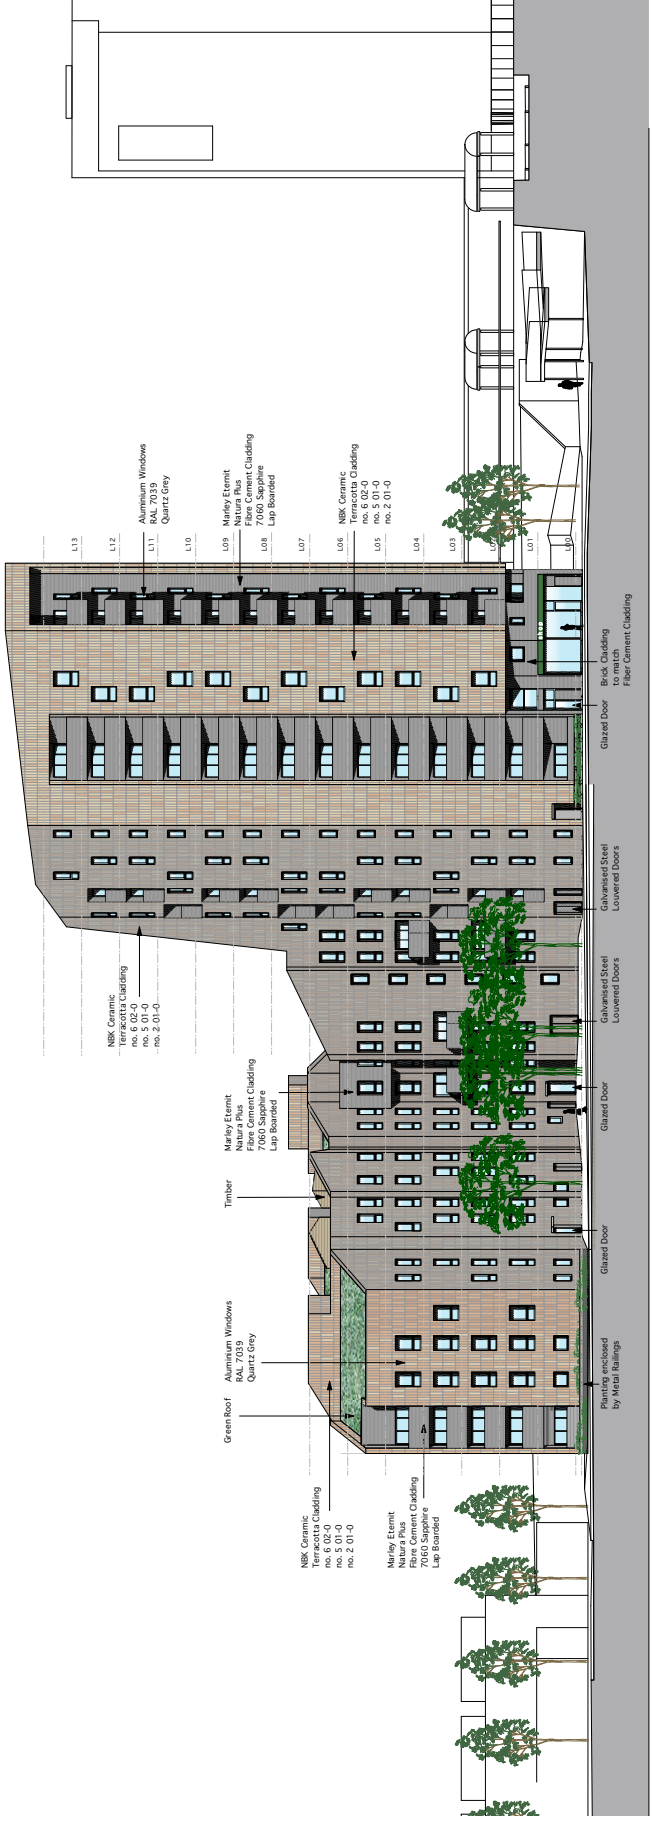 NBK Ceramic
Terracotta Cladding
no. 6 02-0
no. 5 01-0
no. 2 01-0
Aluminium Windows
RAL 7039
Quartz Grey
Marley Eternit
Natura Plus
Fibre Cement Cladding
7060 Sapphire
Lap Boarded
NBK Ceramic
Terracotta Cladding
no. 6 02-0
no. 5 01-0
no. 2 01-0
L13
L12
L11
L10
L09
L08
L07
L06
L05
L04
L03
L01
L00
Green Roof
Aluminium Windows
RAL 7039
Quartz Grey
Timber
Marley Eternit
Natura Plus
Fibre Cement Cladding
7060 Sapphire
Lap Boarded
NBK Ceramic
Terracotta Cladding
no. 6 02-0
no. 5 01-0
no. 2 01-0
Marley Eternit
Natura Plus
Fibre Cement Cladding
7060 Sapphire
Lap Boarded
shop
Planting enclosed
by Metal Railings
Glazed Door
Glazed Door
Galvanised Steel
Louvered Doors
Galvanised Steel
Louvered Doors
Glazed Door
Brick Cladding
to match
Fiber Cement Cladding